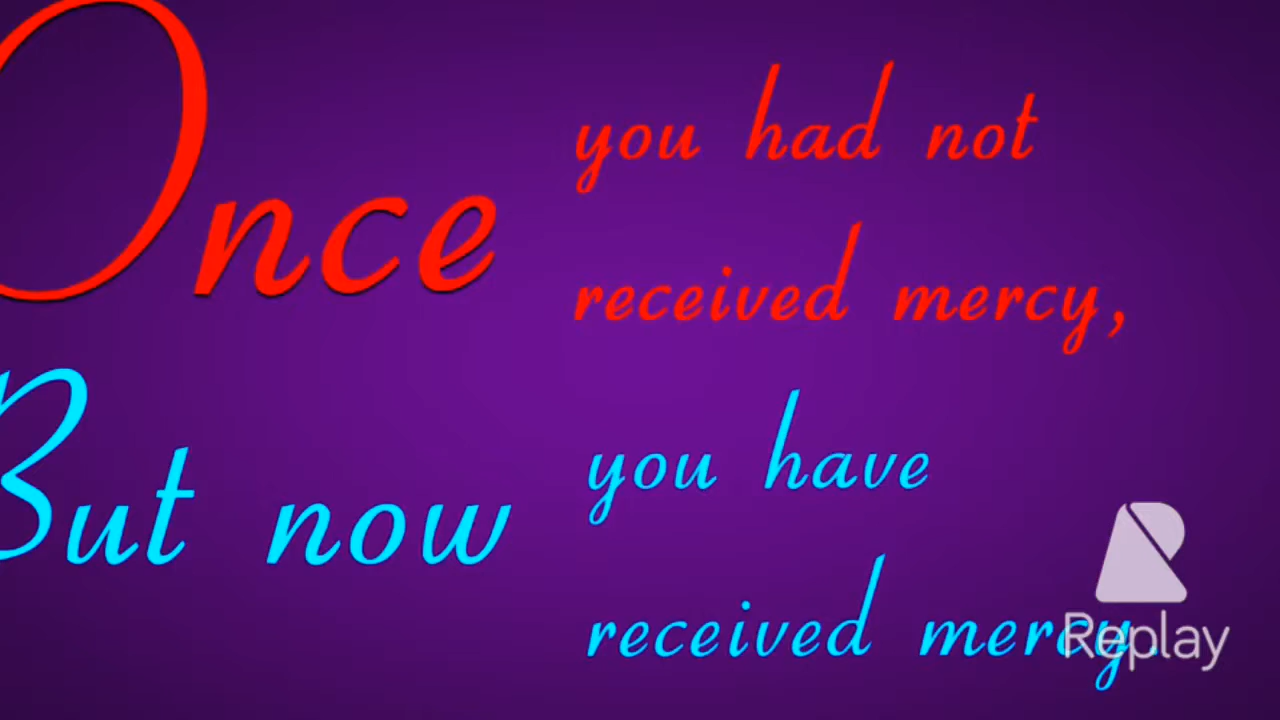 Once
you had not
received mercy,
But now
you have
received mercy.
Replay